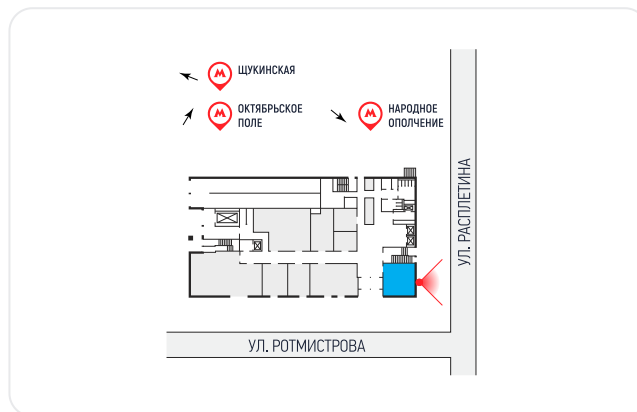 ЩУКИНСКАЯ
ОКТЯБРЬСКОЕ
ПОЛЕ
НАРОДНОЕ
ОПОЛЧЕНИЕ
УЛ. РАСПЛЕТИНА
УЛ. РОТМИСТРОВА